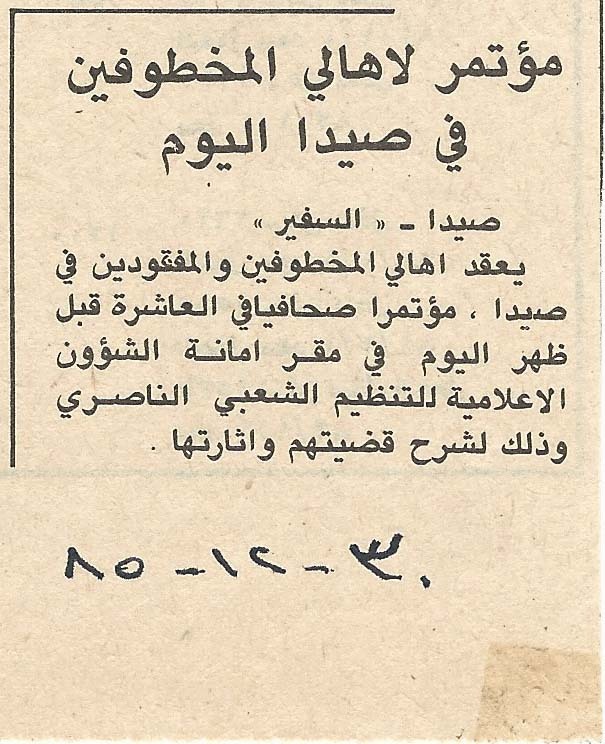 مؤتمر لاهالي المخطوفين
في صيدا اليوم
صيدا ـ « السفير »
يعقد اهالي المخطوفين والمفقودين في
صيدا ، مؤتمرا صحافيافي العاشرة قبل
ظهر اليوم في مقر امانة الشؤون
الاعلامية للتنظيم الشعبي الناصري
وذلك لشرح قضيتهم واثارتها .
٣٠ - ١٢ - ٨٥